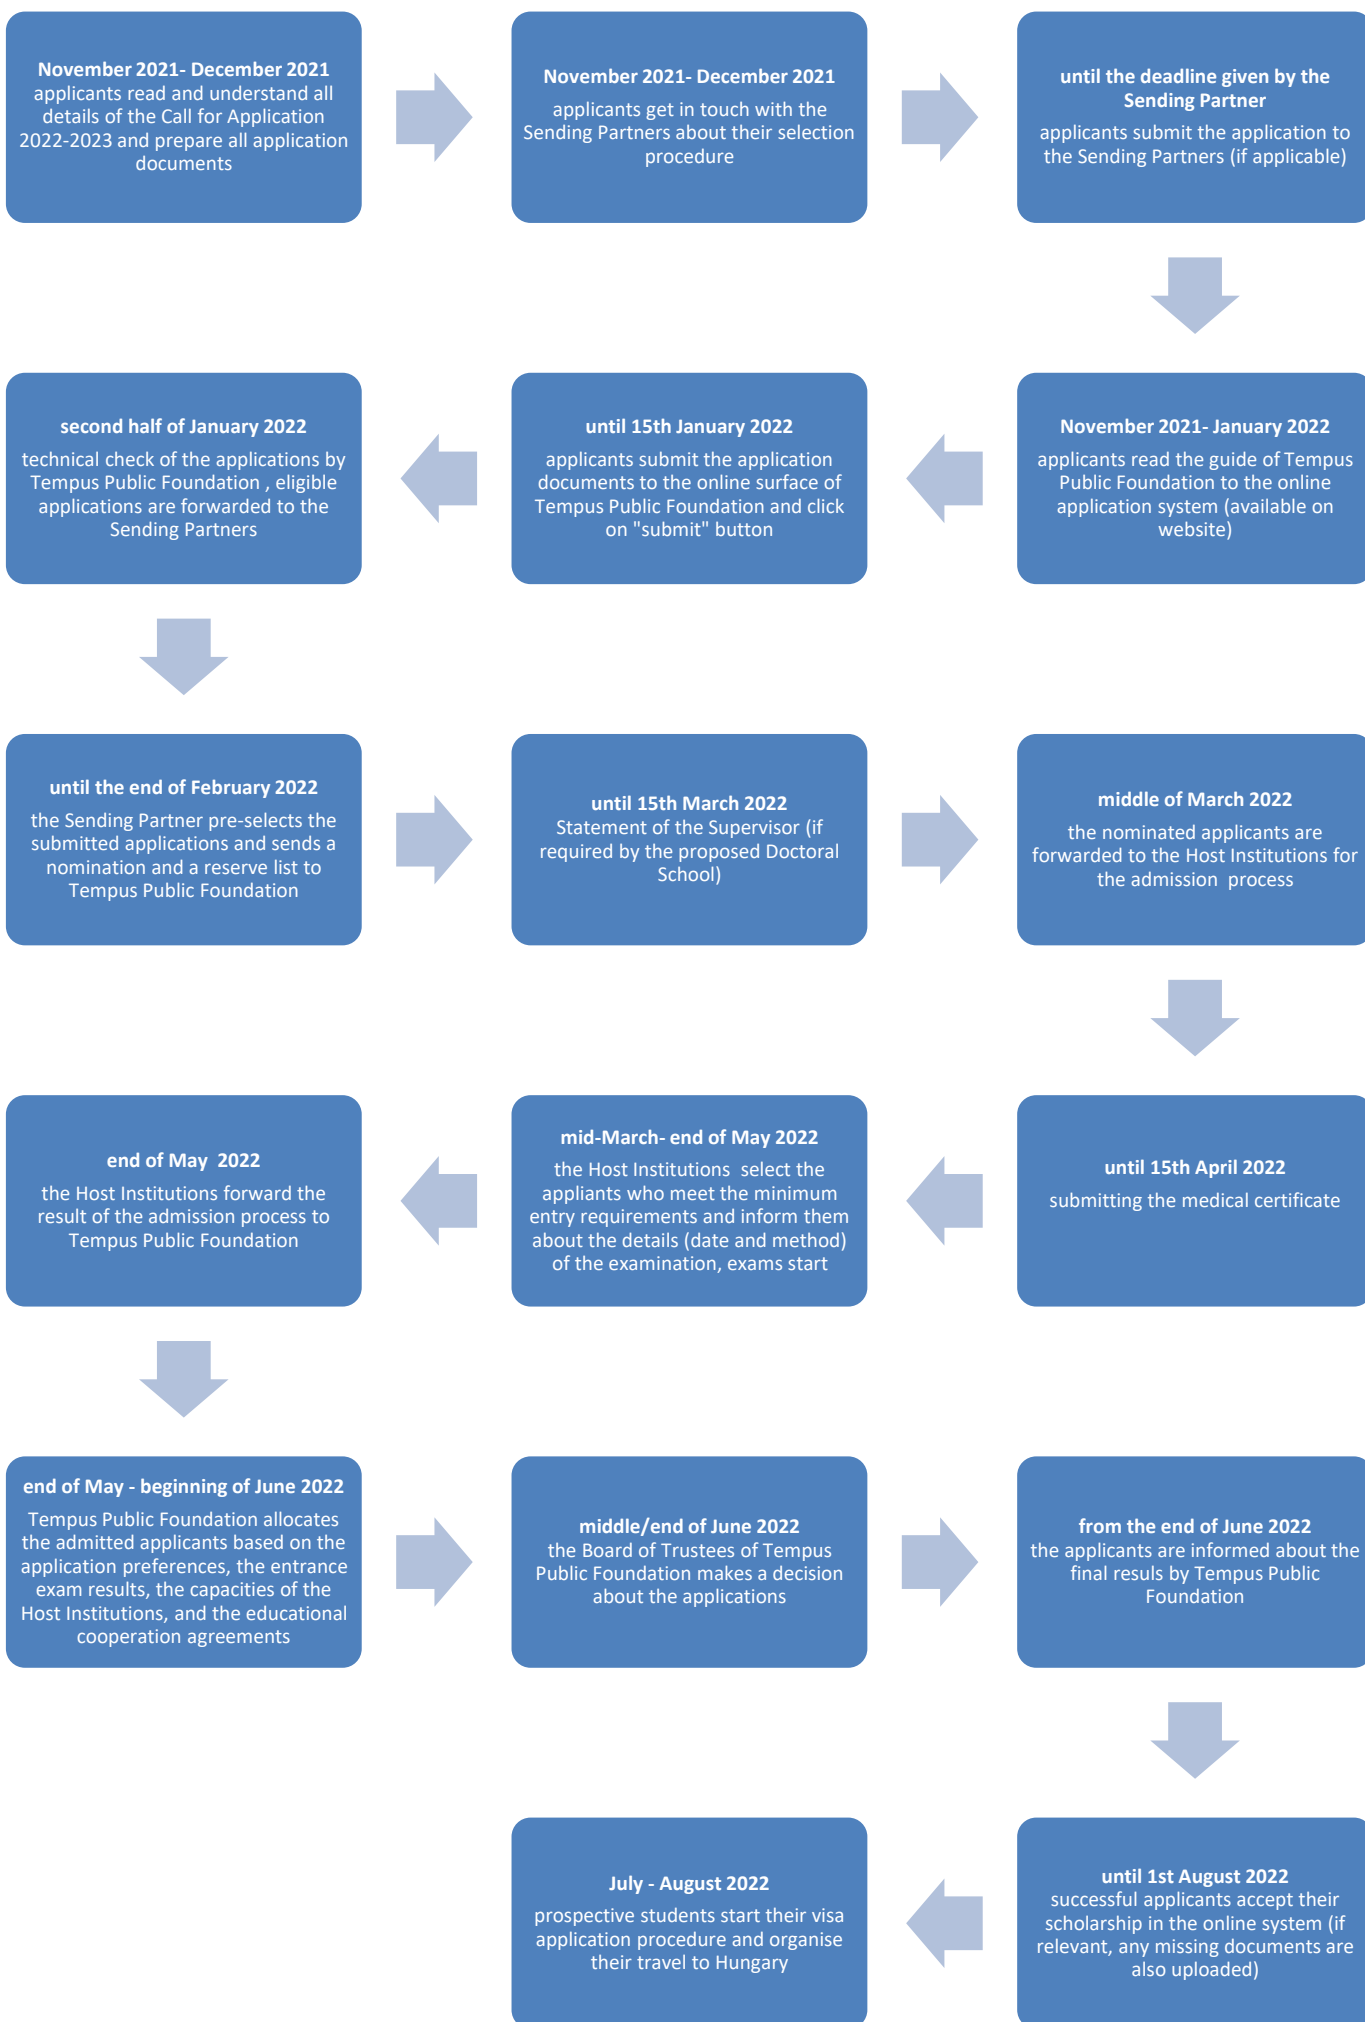 November 2021- December 2021
applicants read and understand all
details of the Call for Application
2022-2023 and prepare all application
documents
November 2021- December 2021
applicants get in touch with the
Sending Partners about their selection
procedure
until the deadline given by the
Sending Partner
applicants submit the application to
the Sending Partners (if applicable)
November 2021- January 2022
applicants read the guide of Tempus
Public Foundation to the online
application system (available on
website)
until 15th January 2022
applicants submit the application
documents to the online surface of
Tempus Public Foundation and click
on "submit" button
second half of January 2022
technical check of the applications by
Tempus Public Foundation , eligible
applications are forwarded to the
Sending Partners
until the end of February 2022
the Sending Partner pre-selects the
submitted applications and sends a
nomination and a reserve list to
Tempus Public Foundation
until 15th March 2022
Statement of the Supervisor (if
required by the proposed Doctoral
School)
middle of March 2022
the nominated applicants are
forwarded to the Host Institutions for
the admission  process
until 15th April 2022
submitting the medical certificate
mid-March- end of May 2022
the Host Institutions  select the
appliants who meet the minimum
entry requirements and inform them
about the details (date and method)
of the examination, exams start
end of May  2022
the Host Institutions forward the
result of the admission process to
Tempus Public Foundation
end of May - beginning of June 2022
Tempus Public Foundation allocates
the admitted applicants based on the
application preferences, the entrance
exam results, the capacities of the
Host Institutions, and the educational
cooperation agreements
middle/end of June 2022
the Board of Trustees of Tempus
Public Foundation makes a decision
about the applications
from the end of June 2022
the applicants are informed about the
final resuls by Tempus Public
Foundation
until 1st August 2022
successful applicants accept their
scholarship in the online system (if
relevant, any missing documents are
also uploaded)
July - August 2022
prospective students start their visa
application procedure and organise
their travel to Hungary